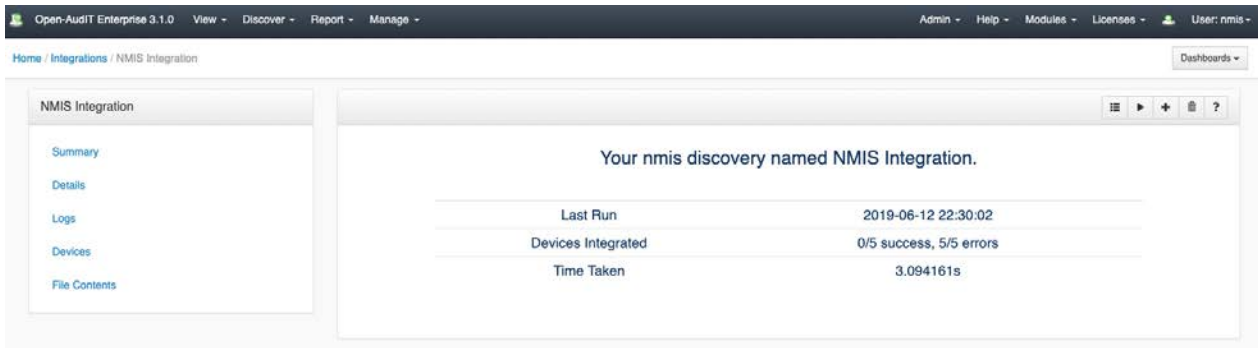 Open-AudIT Enterprise 3.1.0 View Discover Report Manage Admin Help Modules Licenses User: nmis
Home / Integrations / NMIS Integration Dashboards
NMIS Integration
Summary
Details
Logs
Devices
File Contents
?
Your nmis discovery named NMIS Integration.
Last Run 2019-06-12 22:30:02
Devices Integrated 0/5 success, 5/5 errors
Time Taken 3.094161s